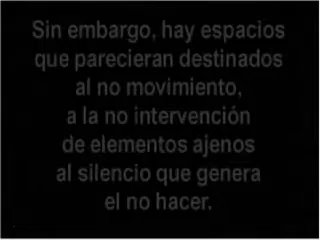 Sin embargo, hay espacios
que parecieran destinados
al no movimiento,
a la no intervención
de elementos ajenos
al silencio que genera
el no hacer.